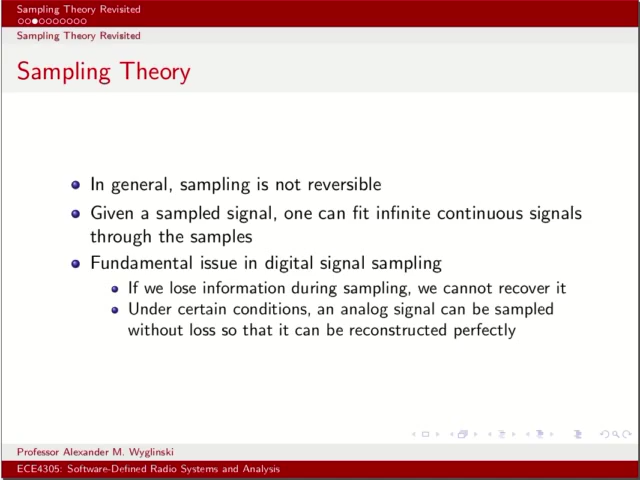 Sampling Theory Revisited
Sampling Theory Revisited
Sampling Theory
In general, sampling is not reversible
Given a sampled signal, one can fit infinite continuous signals
through the samples
Fundamental issue in digital signal sampling
If we lose information during sampling, we cannot recover it
Under certain conditions, an analog signal can be sampled
without loss so that it can be reconstructed perfectly
Professor Alexander M. Wyglinski
ECE4305: Software-Defined Radio Systems and Analysis